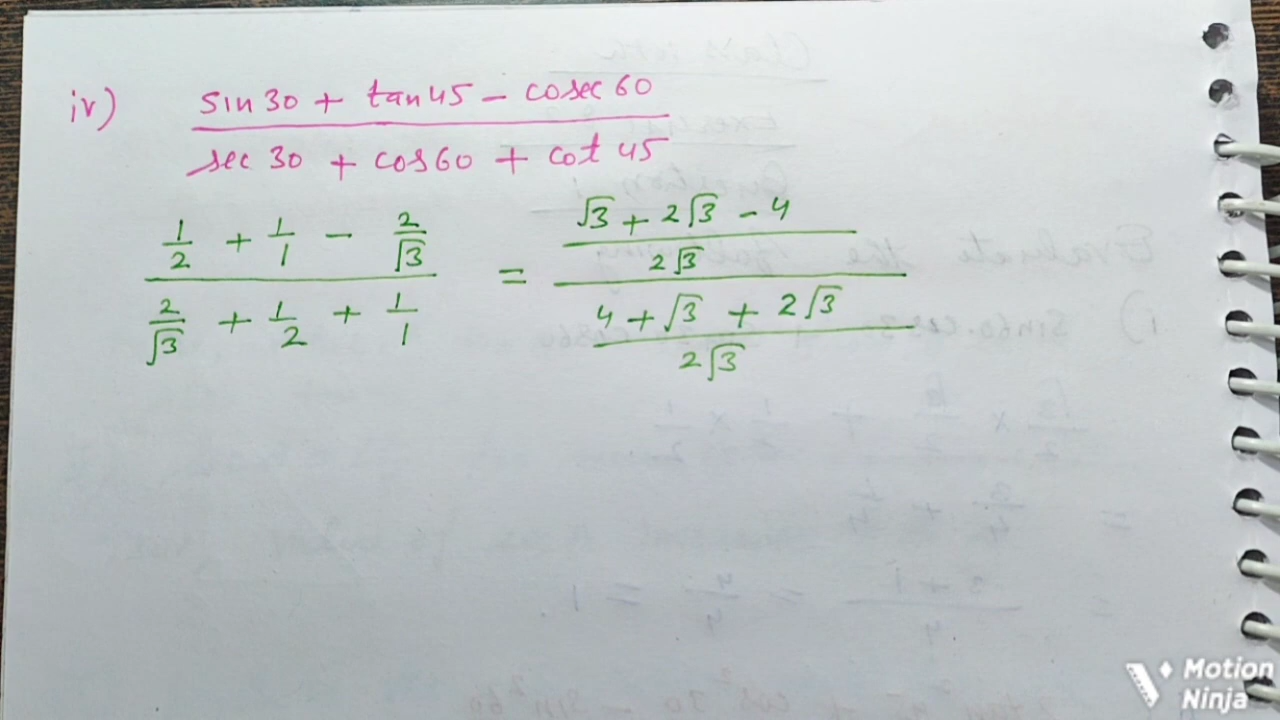 iv) sin 30 + tan 45 - cosec 60
sec 30 + cos 60 + cot 45
1/2 + 1/1 - 2/√3 = √3 + 2√3 - 4
2√3
2/√3 + 1/2 + 1/1 4 + √3 + 2√3
2√3
Motion
Ninja